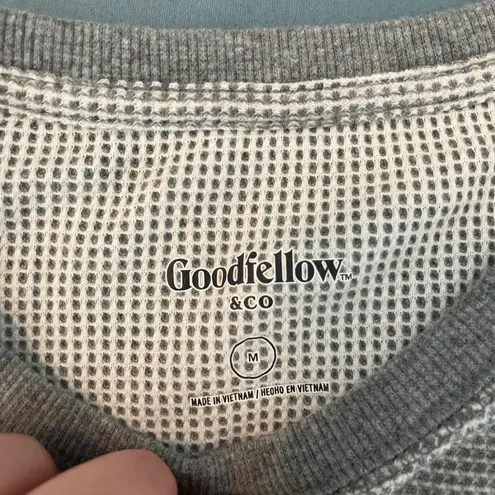 Goodfellow™
&CO
M
MADE IN VIETNAM / HECHO EN VIETNAM